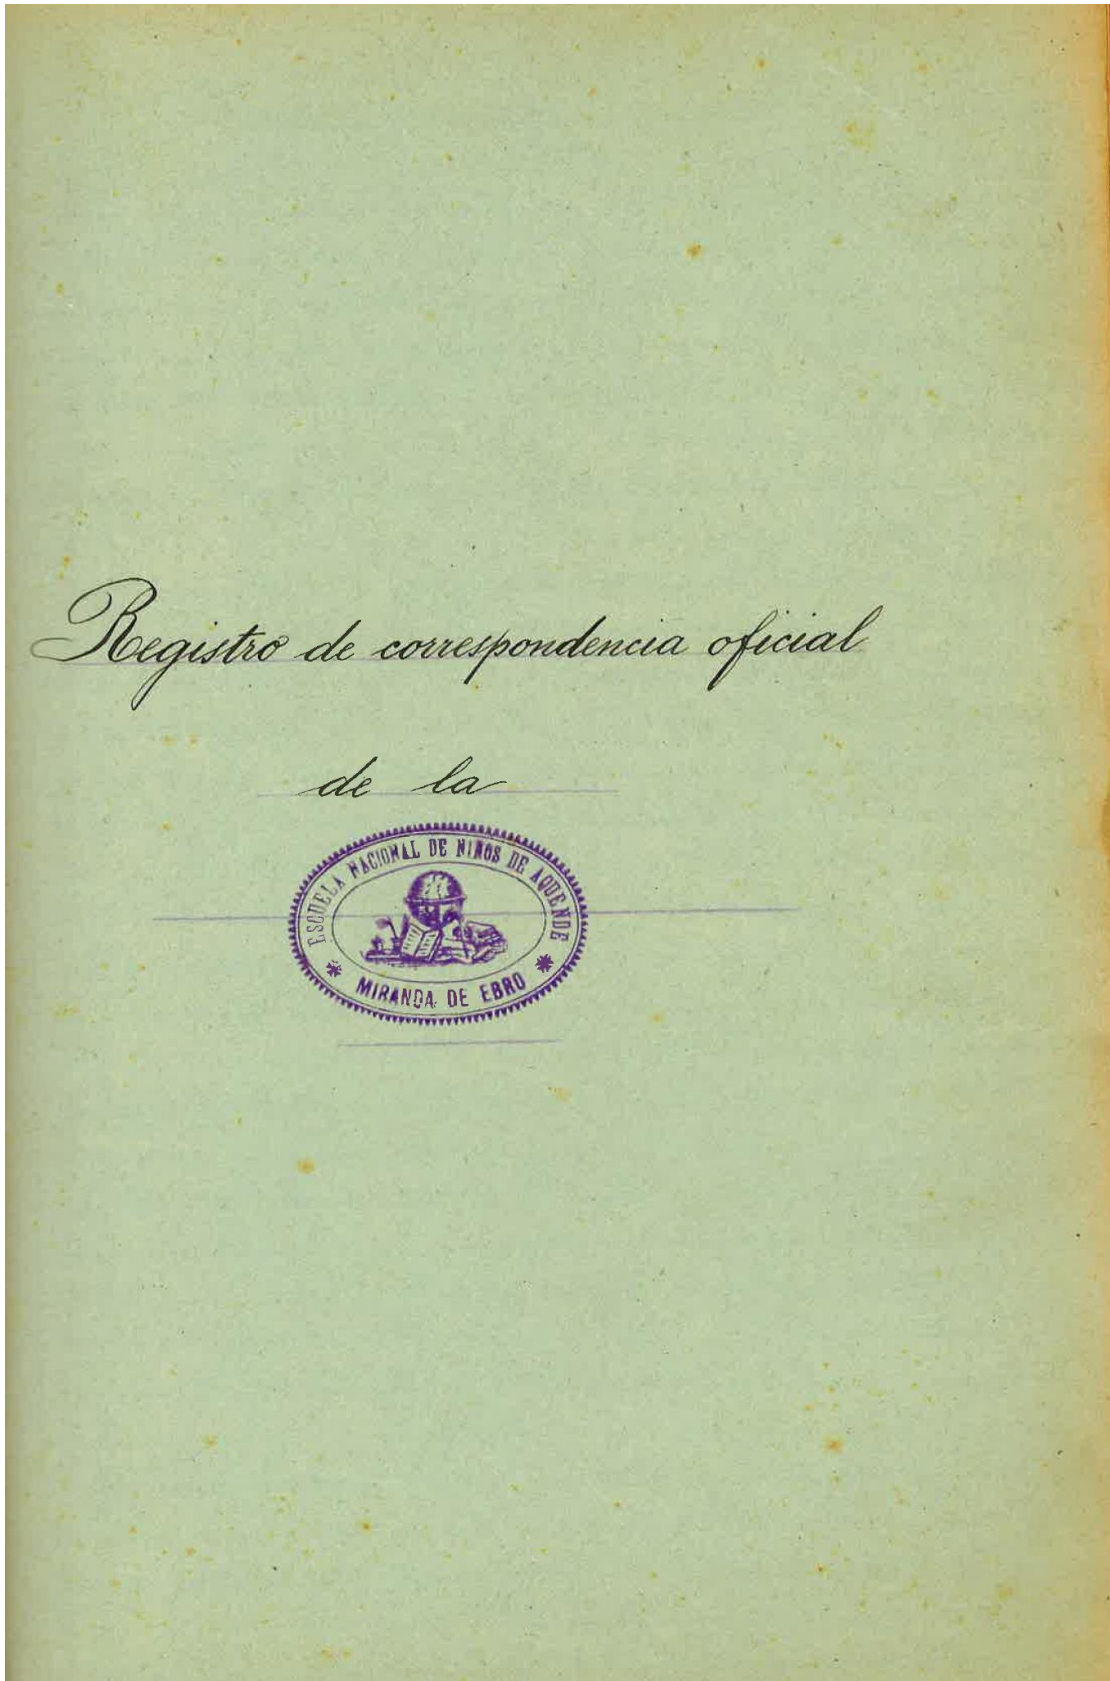 Registro de correspondencia oficial
de la
ESCUELA NACIONAL DE NIÑOS DE AQUENDE
MIRANDA DE EBRO